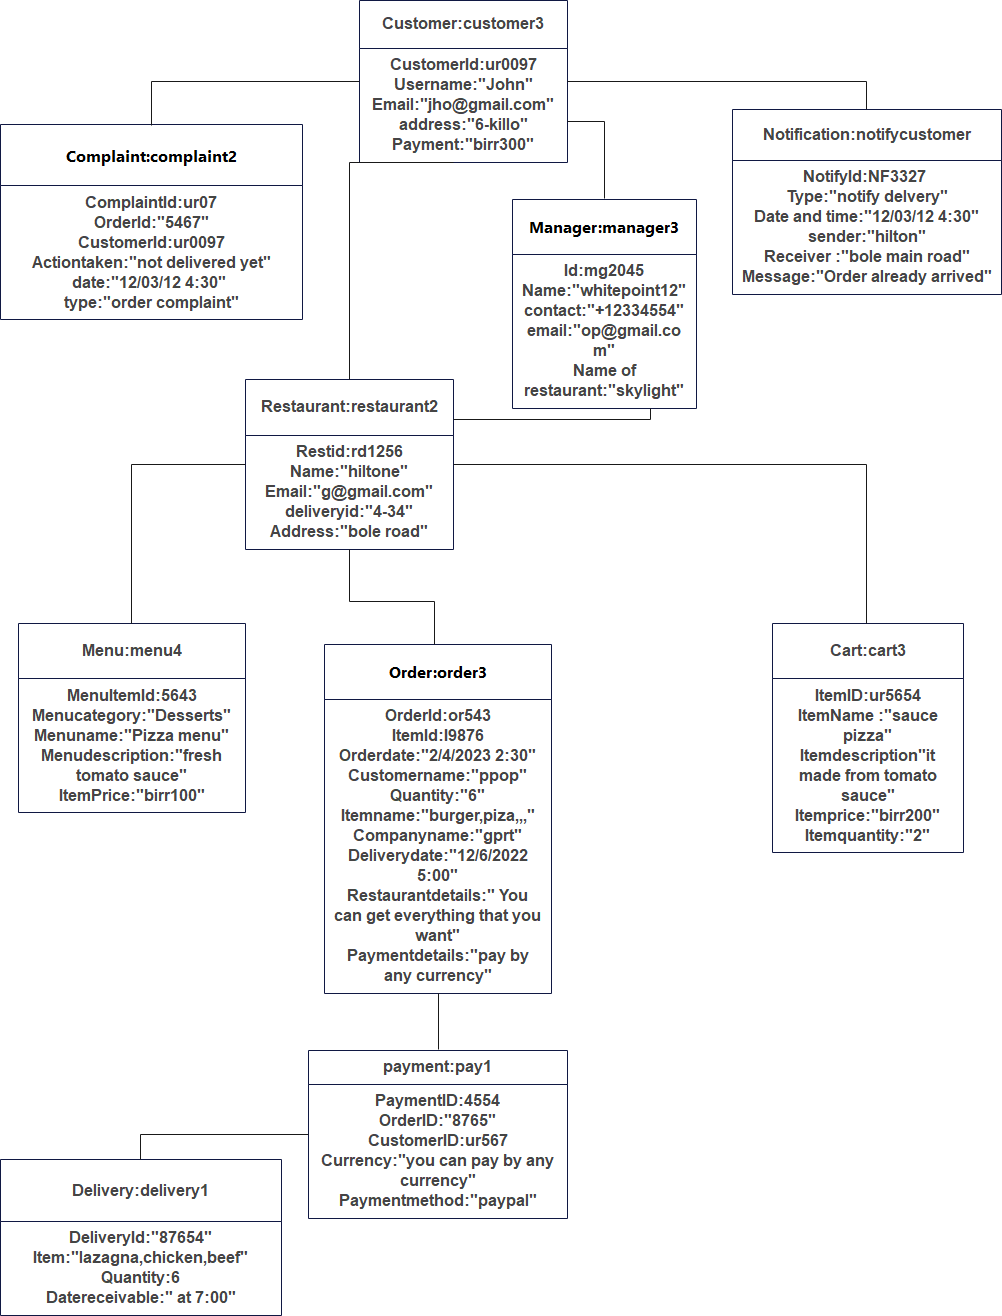 Customer:customer3
CustomerId:ur0097
Username:"John"
Email:"jho@gmail.com"
address:"6-killo"
Payment:"birr300"
Complaint:complaint2
ComplaintId:ur07
OrderId:"5467"
CustomerId:ur0097
Actiontaken:"not delivered yet"
date:"12/03/12 4:30"
type:"order complaint"
Notification:notifycustomer
NotifyId:NF3327
Type:"notify delvery"
Date and time:"12/03/12 4:30"
sender:"hilton"
Receiver :"bole main road"
Message:"Order already arrived"
Manager:manager3
Id:mg2045
Name:"whitepoint12"
contact:"+12334554"
email:"op@gmail.co
m"
Name of
restaurant:"skylight"
Restaurant:restaurant2
Restid:rd1256
Name:"hiltone"
Email:"g@gmail.com"
deliveryid:"4-34"
Address:"bole road"
Menu:menu4
MenuItemId:5643
Menucategory:"Desserts"
Menuname:"Pizza menu"
Menudescription:"fresh
tomato sauce"
ItemPrice:"birr100"
Order:order3
OrderId:or543
ItemId:I9876
Orderdate:"2/4/2023 2:30"
Customername:"ppop"
Quantity:"6"
Itemname:"burger,piza,,,"
Companyname:"gprt"
Deliverydate:"12/6/2022
5:00"
Restaurantdetails:" You
can get everything that you
want"
Paymentdetails:"pay by
any currency"
Cart:cart3
ItemID:ur5654
ItemName :"sauce
pizza"
Itemdescription"it
made from tomato
sauce"
Itemprice:"birr200"
Itemquantity:"2"
payment:pay1
PaymentID:4554
OrderID:"8765"
CustomerID:ur567
Currency:"you can pay by any
currency"
Paymentmethod:"paypal"
Delivery:delivery1
DeliveryId:"87654"
Item:"lazagna,chicken,beef"
Quantity:6
Datereceivable:" at 7:00"